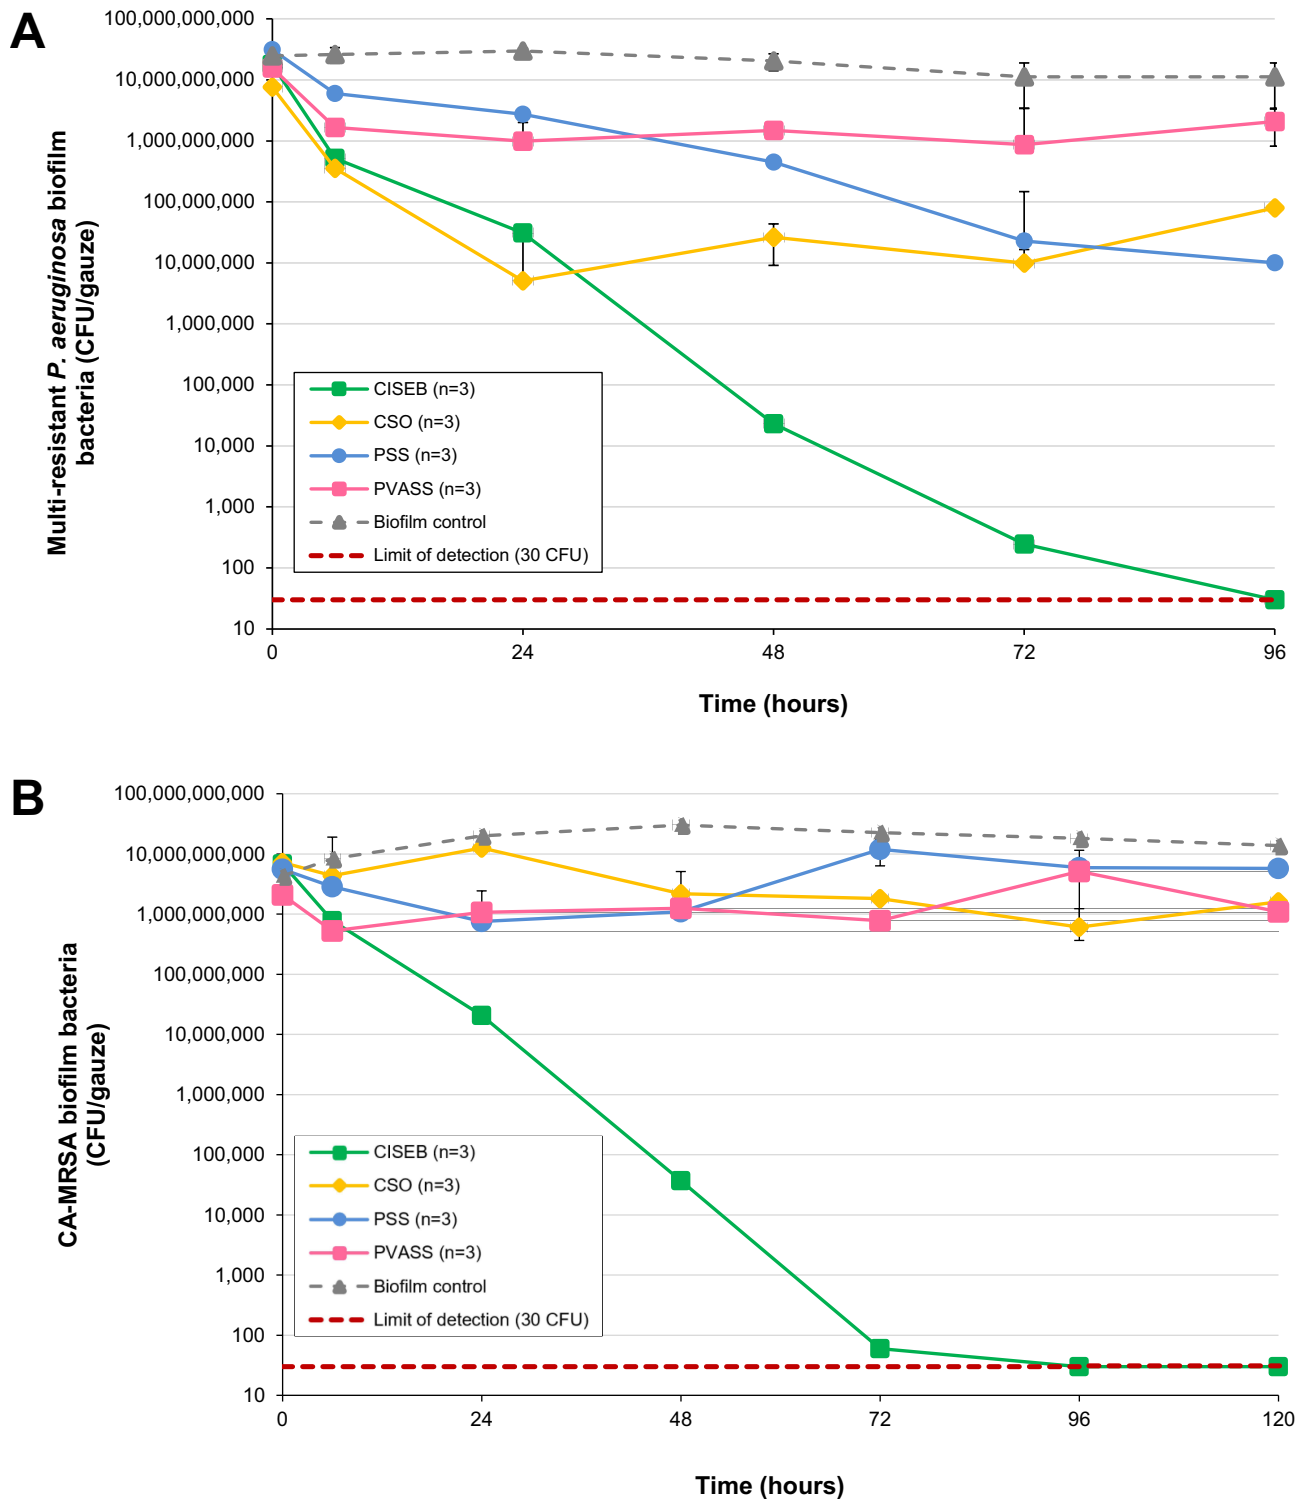 A
Multi-resistant P. aeruginosa biofilm
bacteria (CFU/gauze)
100,000,000,000
10,000,000,000
1,000,000,000
100,000,000
10,000,000
1,000,000
100,000
10,000
1,000
100
10
CISEB (n=3)
CSO (n=3)
PSS (n=3)
PVASS (n=3)
Biofilm control
Limit of detection (30 CFU)
0 24 48 72 96
Time (hours)
B
CA-MRSA biofilm bacteria
(CFU/gauze)
100,000,000,000
10,000,000,000
1,000,000,000
100,000,000
10,000,000
1,000,000
100,000
10,000
1,000
100
10
CISEB (n=3)
CSO (n=3)
PSS (n=3)
PVASS (n=3)
Biofilm control
Limit of detection (30 CFU)
0 24 48 72 96 120
Time (hours)